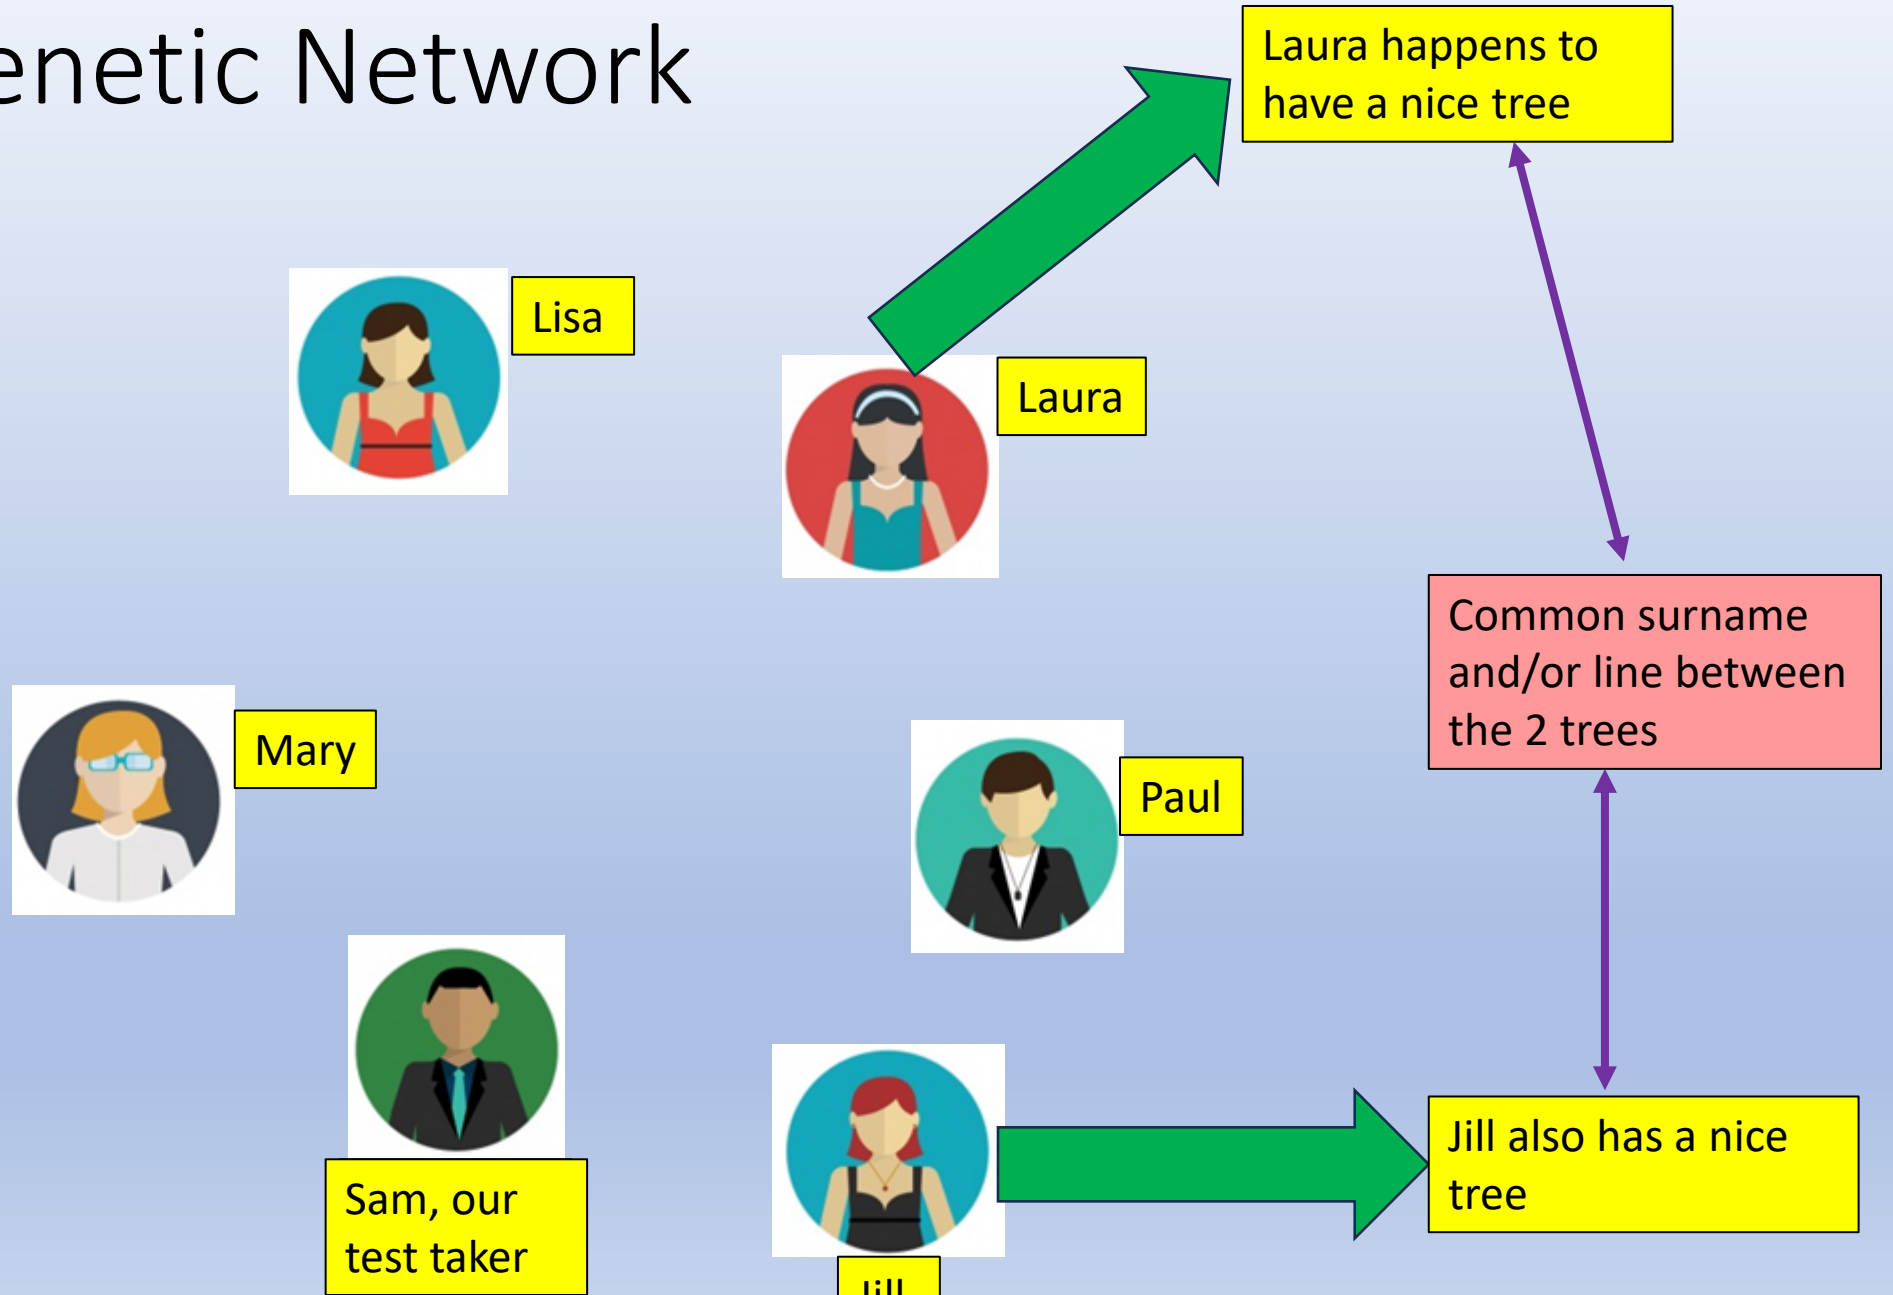 enetic Network
Laura happens to
have a nice tree
Lisa
Laura
Common surname
and/or line between
the 2 trees
Mary
Paul
Sam, our
test taker
Jill also has a nice
tree
Jill